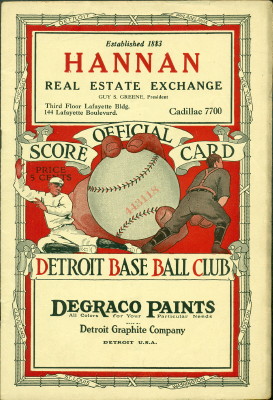 Established 1883
HANNAN
REAL ESTATE EXCHANGE
GUY S. GREENE, President
Third Floor Lafayette Bldg.
144 Lafayette Boulevard.
Cadillac 7700
OFFICIAL
SCORE CARD
PRICE
5 CENTS
443118
DETROIT BASE BALL CLUB
DEGRACO PAINTS
All Colors for Your Particular Needs
Detroit Graphite Company
DETROIT U.S.A.